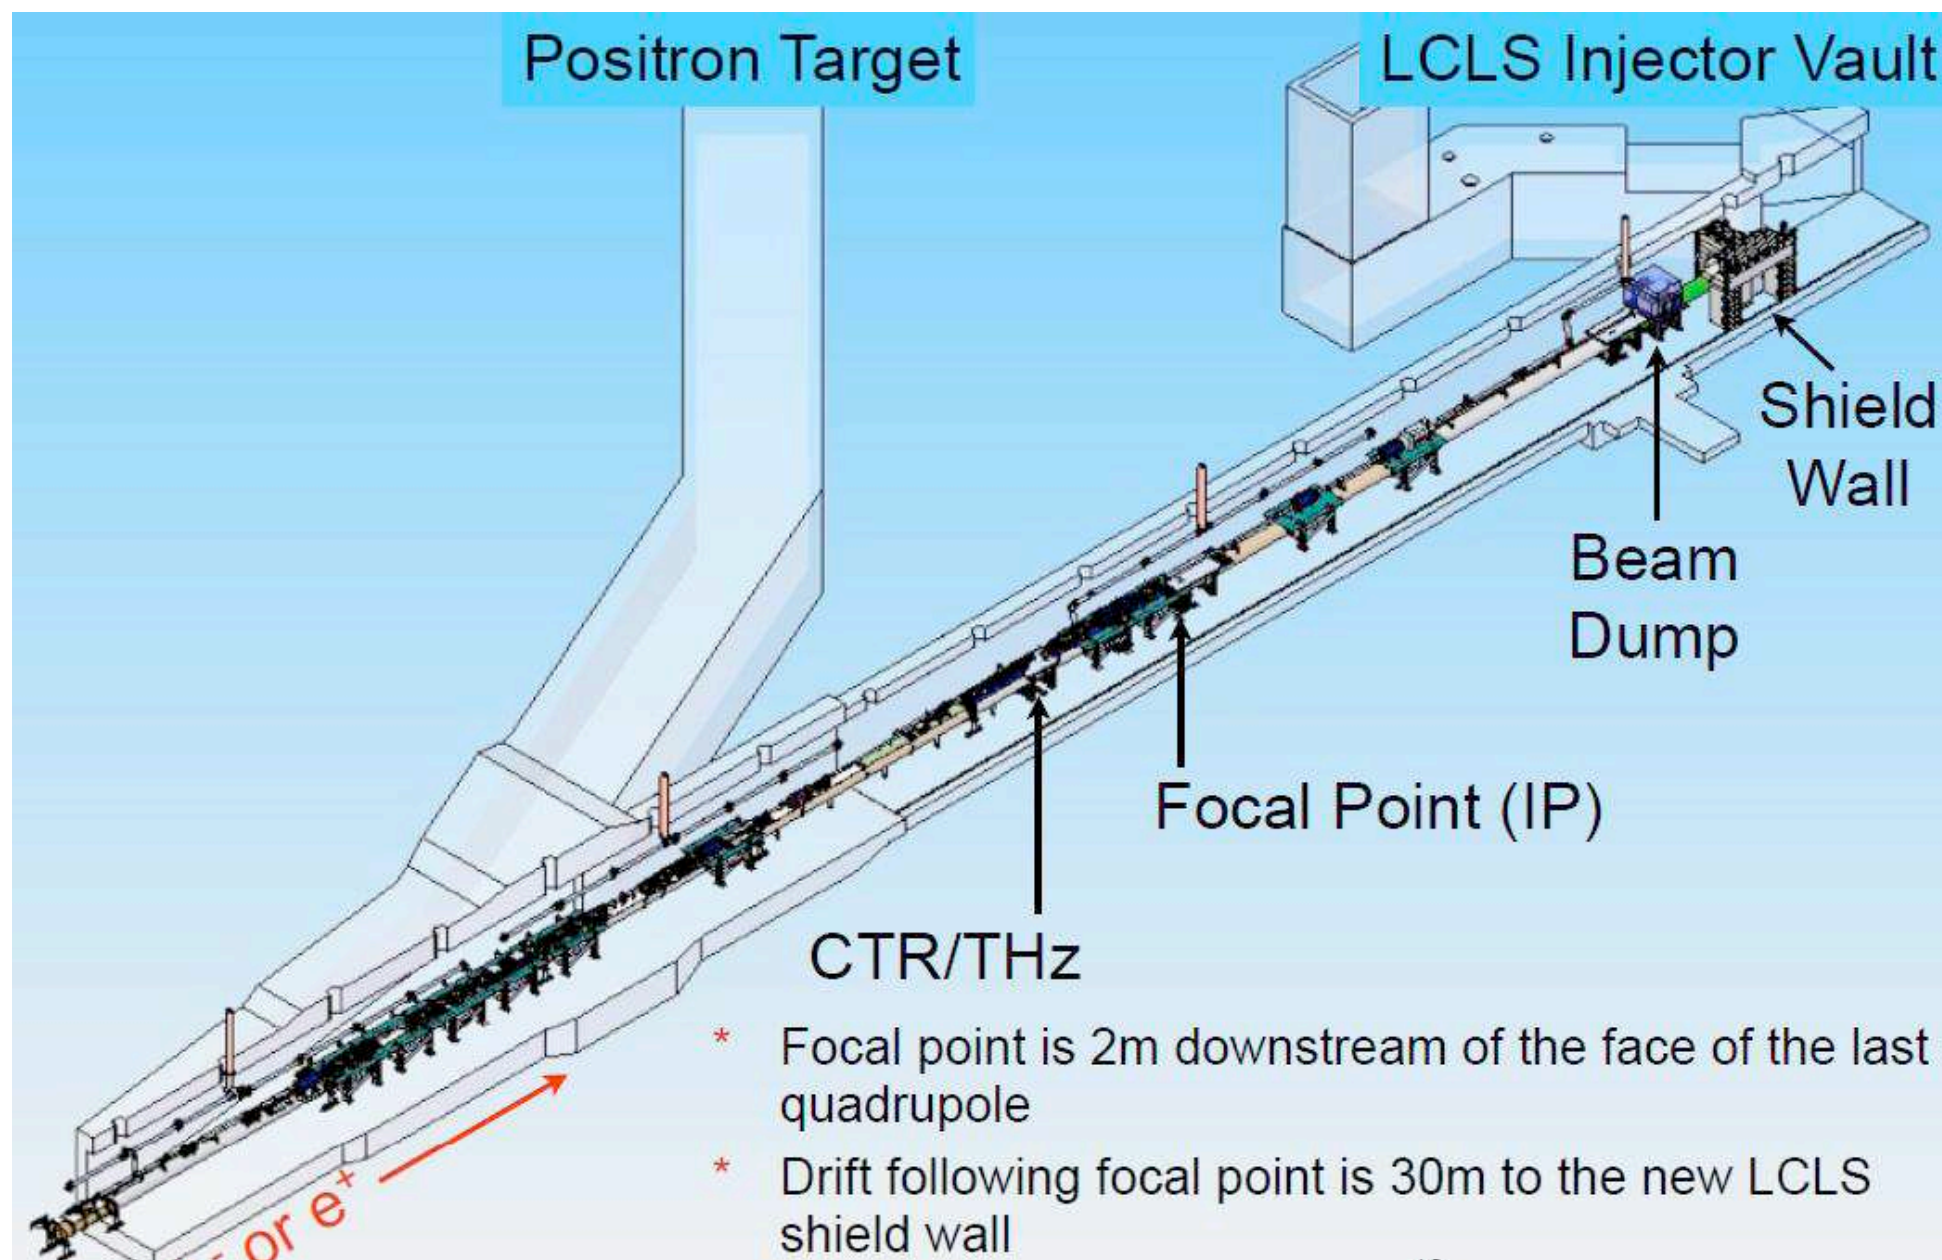 Positron Target
LCLS Injector Vault
Shield
Wall
Beam
Dump
Focal Point (IP)
CTR/THz
* Focal point is 2m downstream of the face of the last
quadrupole
* Drift following focal point is 30m to the new LCLS
shield wall
or e⁺